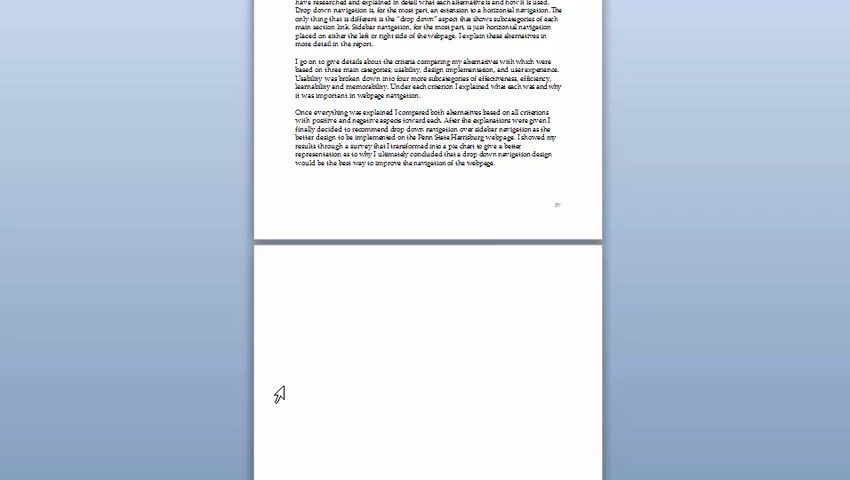 have researched and explained in detail what each alternative is and how it is used.
Drop down navigation is, for the most part, an extension to a horizontal navigation. The
only thing that is different is the "drop down" aspect that shows subcategories of each
main section link. Sidebar navigation, for the most part, is just horizontal navigation
placed on either the left or right side of the webpage. I explain these alternatives in
more detail in the report.
I go on to give details about the criteria comparing my alternatives with which were
based on three main categories; usability, design implementation, and user experience.
Usability was broken down into four more subcategories of effectiveness, efficiency,
learnability and memorability. Under each criterion I explained what each was and why
it was important in webpage navigation.
Once everything was explained I compared both alternatives based on all criterions
with positive and negative aspects toward each. After the explanations were given I
finally decided to recommend drop down navigation over sidebar navigation as the
better design to be implemented on the Penn State Harrisburg webpage. I showed my
results through a survey that I transformed into a pie chart to give a better
representation as to why I ultimately concluded that a drop down navigation design
would be the best way to improve the navigation of the webpage.